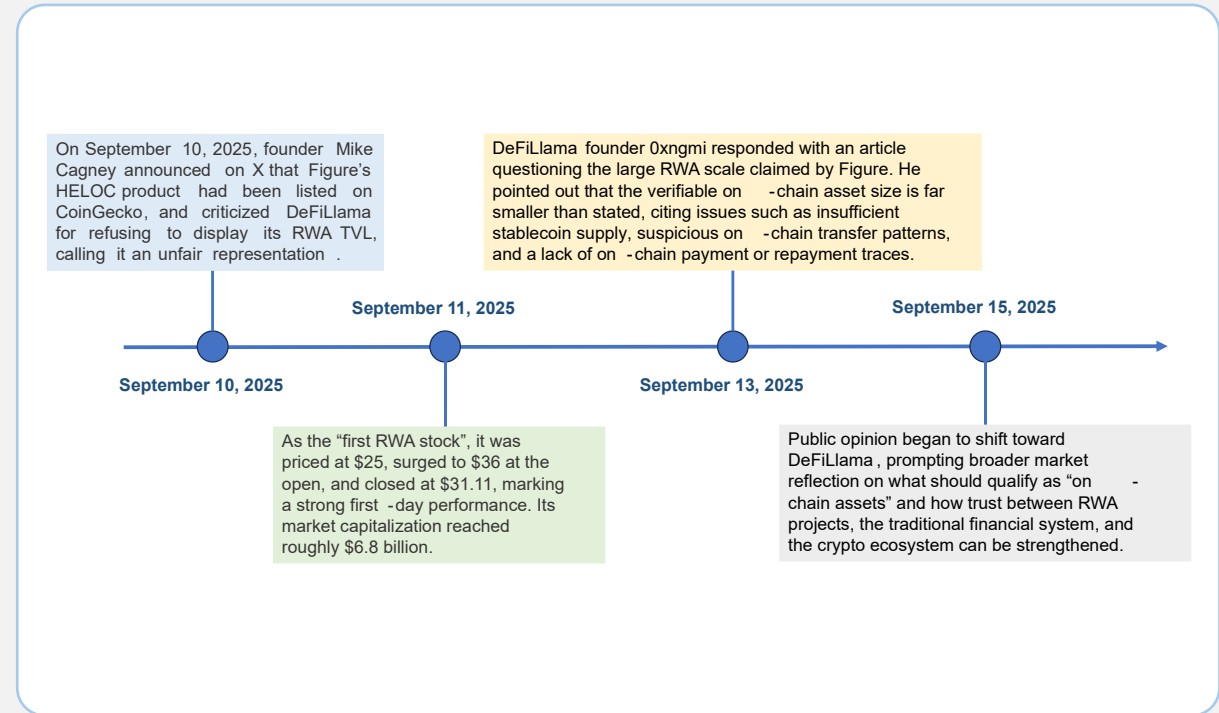 On September 10, 2025, founder Mike
Cagney announced on X that Figure's
HELOC product had been listed on
CoinGecko, and criticized DeFiLlama
for refusing to display its RWA TVL,
calling it an unfair representation .
DeFiLlama founder 0xngmi responded with an article
questioning the large RWA scale claimed by Figure. He
pointed out that the verifiable on -chain asset size is far
smaller than stated, citing issues such as insufficient
stablecoin supply, suspicious on -chain transfer patterns,
and a lack of on -chain payment or repayment traces.
September 11, 2025
September 15, 2025
September 10, 2025
September 13, 2025
As the “first RWA stock”, it was
priced at $25, surged to $36 at the
open, and closed at $31.11, marking
a strong first -day performance. Its
market capitalization reached
roughly $6.8 billion.
Public opinion began to shift toward
DeFiLlama , prompting broader market
reflection on what should qualify as “on -
chain assets” and how trust between RWA
projects, the traditional financial system, and
the crypto ecosystem can be strengthened.